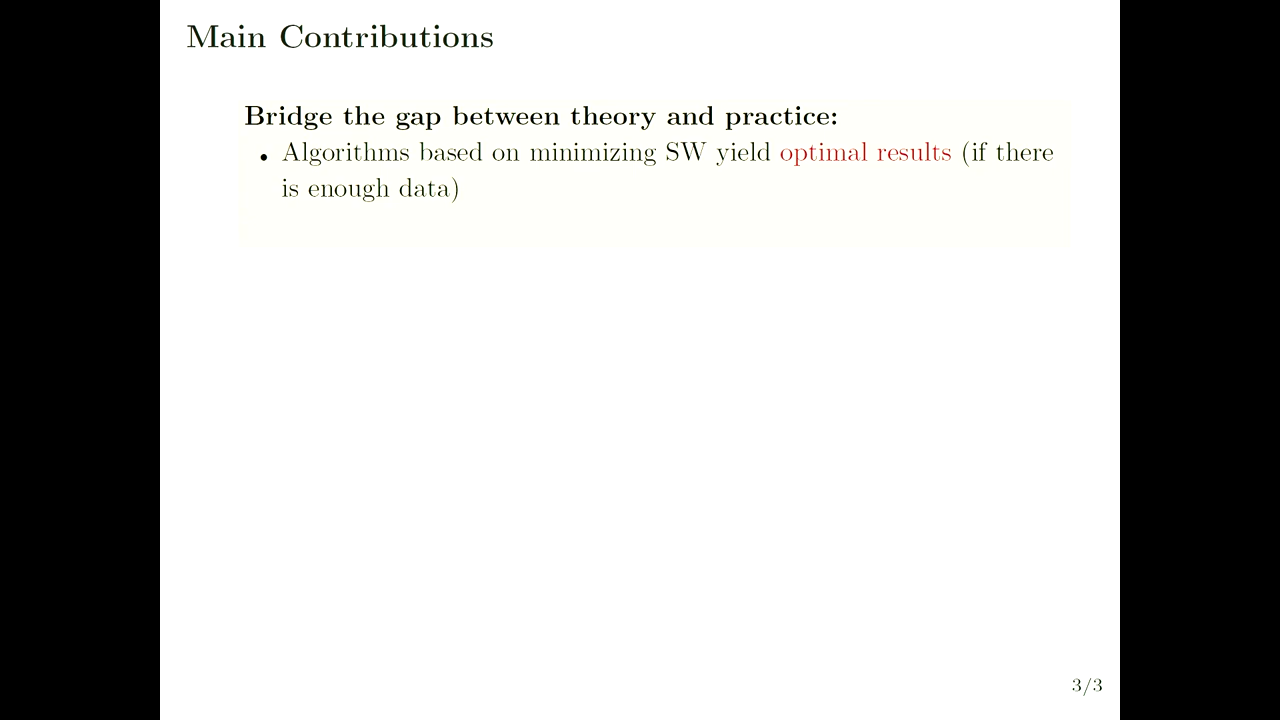 Main Contributions
Bridge the gap between theory and practice:
• Algorithms based on minimizing SW yield optimal results (if there
is enough data)
3/3